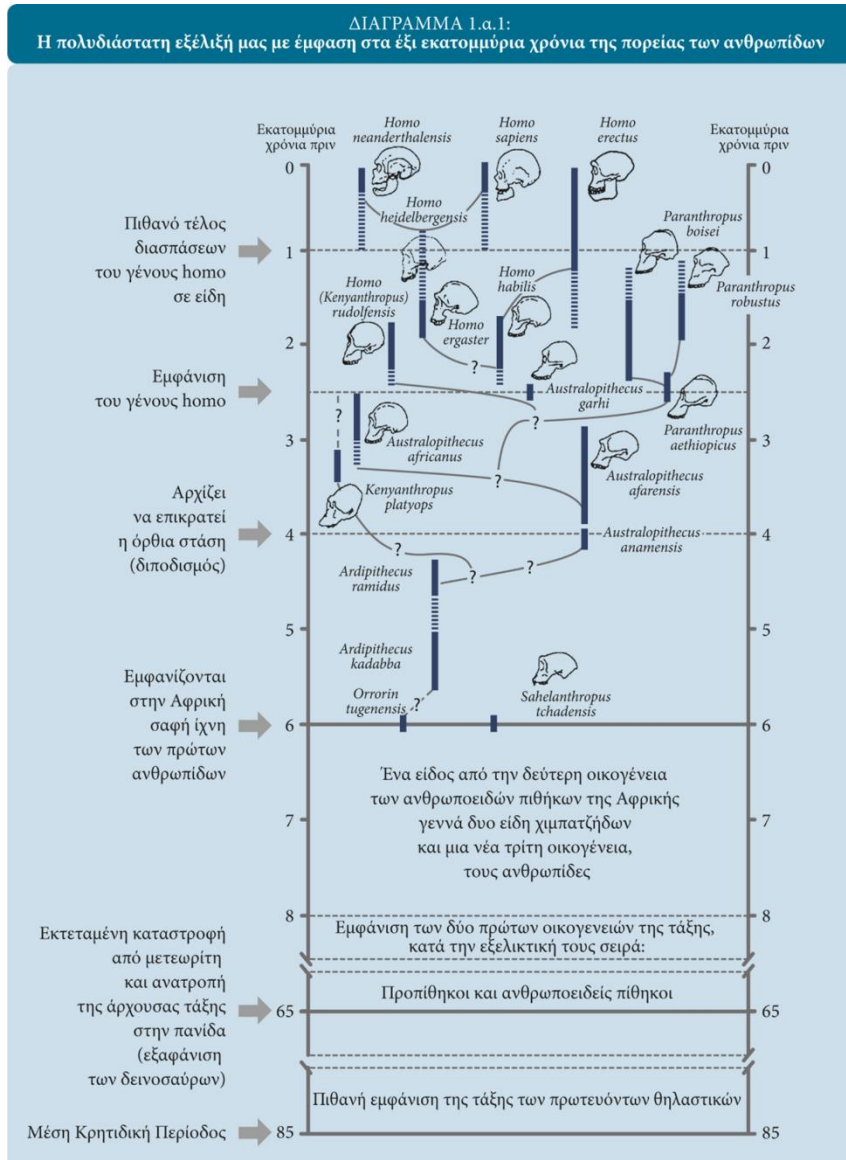 ΔΙΑΓΡΑΜΜΑ 1.α.1:
Η πολυδιάστατη εξέλιξή μας με έμφαση στα έξι εκατομμύρια χρόνια της πορείας των ανθρωπίδων
Εκατομμύρια
χρόνια πριν
Homo
neanderthalensis
Homo
sapiens
Homo
erectus
Εκατομμύρια
χρόνια πριν
0
0
Homo
heidelbergensis
Πιθανό τέλος
διασπάσεων
του γένους homo
σε είδη
Paranthropus
boisei
1
1
Homo
(Kenyanthropus)
rudolfensis
Homo
habilis
Paranthropus
robustus
Homo
ergaster
2
2
?
Εμφάνιση
του γένους homo
Australopithecus
garhi
?
?
Paranthropus
aethiopicus
3
3
Australopithecus
africanus
?
Kenyanthropus
platyops
Australopithecus
afarensis
Αρχίζει
να επικρατεί
η όρθια στάση
(διποδισμός)
4
4
Australopithecus
anamensis
?
?
?
Ardipithecus
ramidus
5
5
Ardipithecus
kadabba
Εμφανίζονται
στην Αφρική
σαφή ίχνη
των πρώτων
ανθρωπίδων
Orrorin
tugenensis
?
Sahelanthropus
tchadensis
6
6
Ένα είδος από την δεύτερη οικογένεια
των ανθρωποειδών πιθήκων της Αφρικής
γεννά δυο είδη χιμπατζήδων
και μια νέα τρίτη οικογένεια,
τους ανθρωπίδες
7
7
8
8
Εμφάνιση των δύο πρώτων οικογενειών της τάξης,
κατά την εξελικτική τους σειρά:
Εκτεταμένη καταστροφή
από μετεωρίτη
και ανατροπή
της άρχουσας τάξης
στην πανίδα
(εξαφάνιση
των δεινοσαύρων)
Προπίθηκοι και ανθρωποειδείς πίθηκοι
65
65
Πιθανή εμφάνιση της τάξης των πρωτευόντων θηλαστικών
Μέση Κρητιδική Περίοδος
85
85